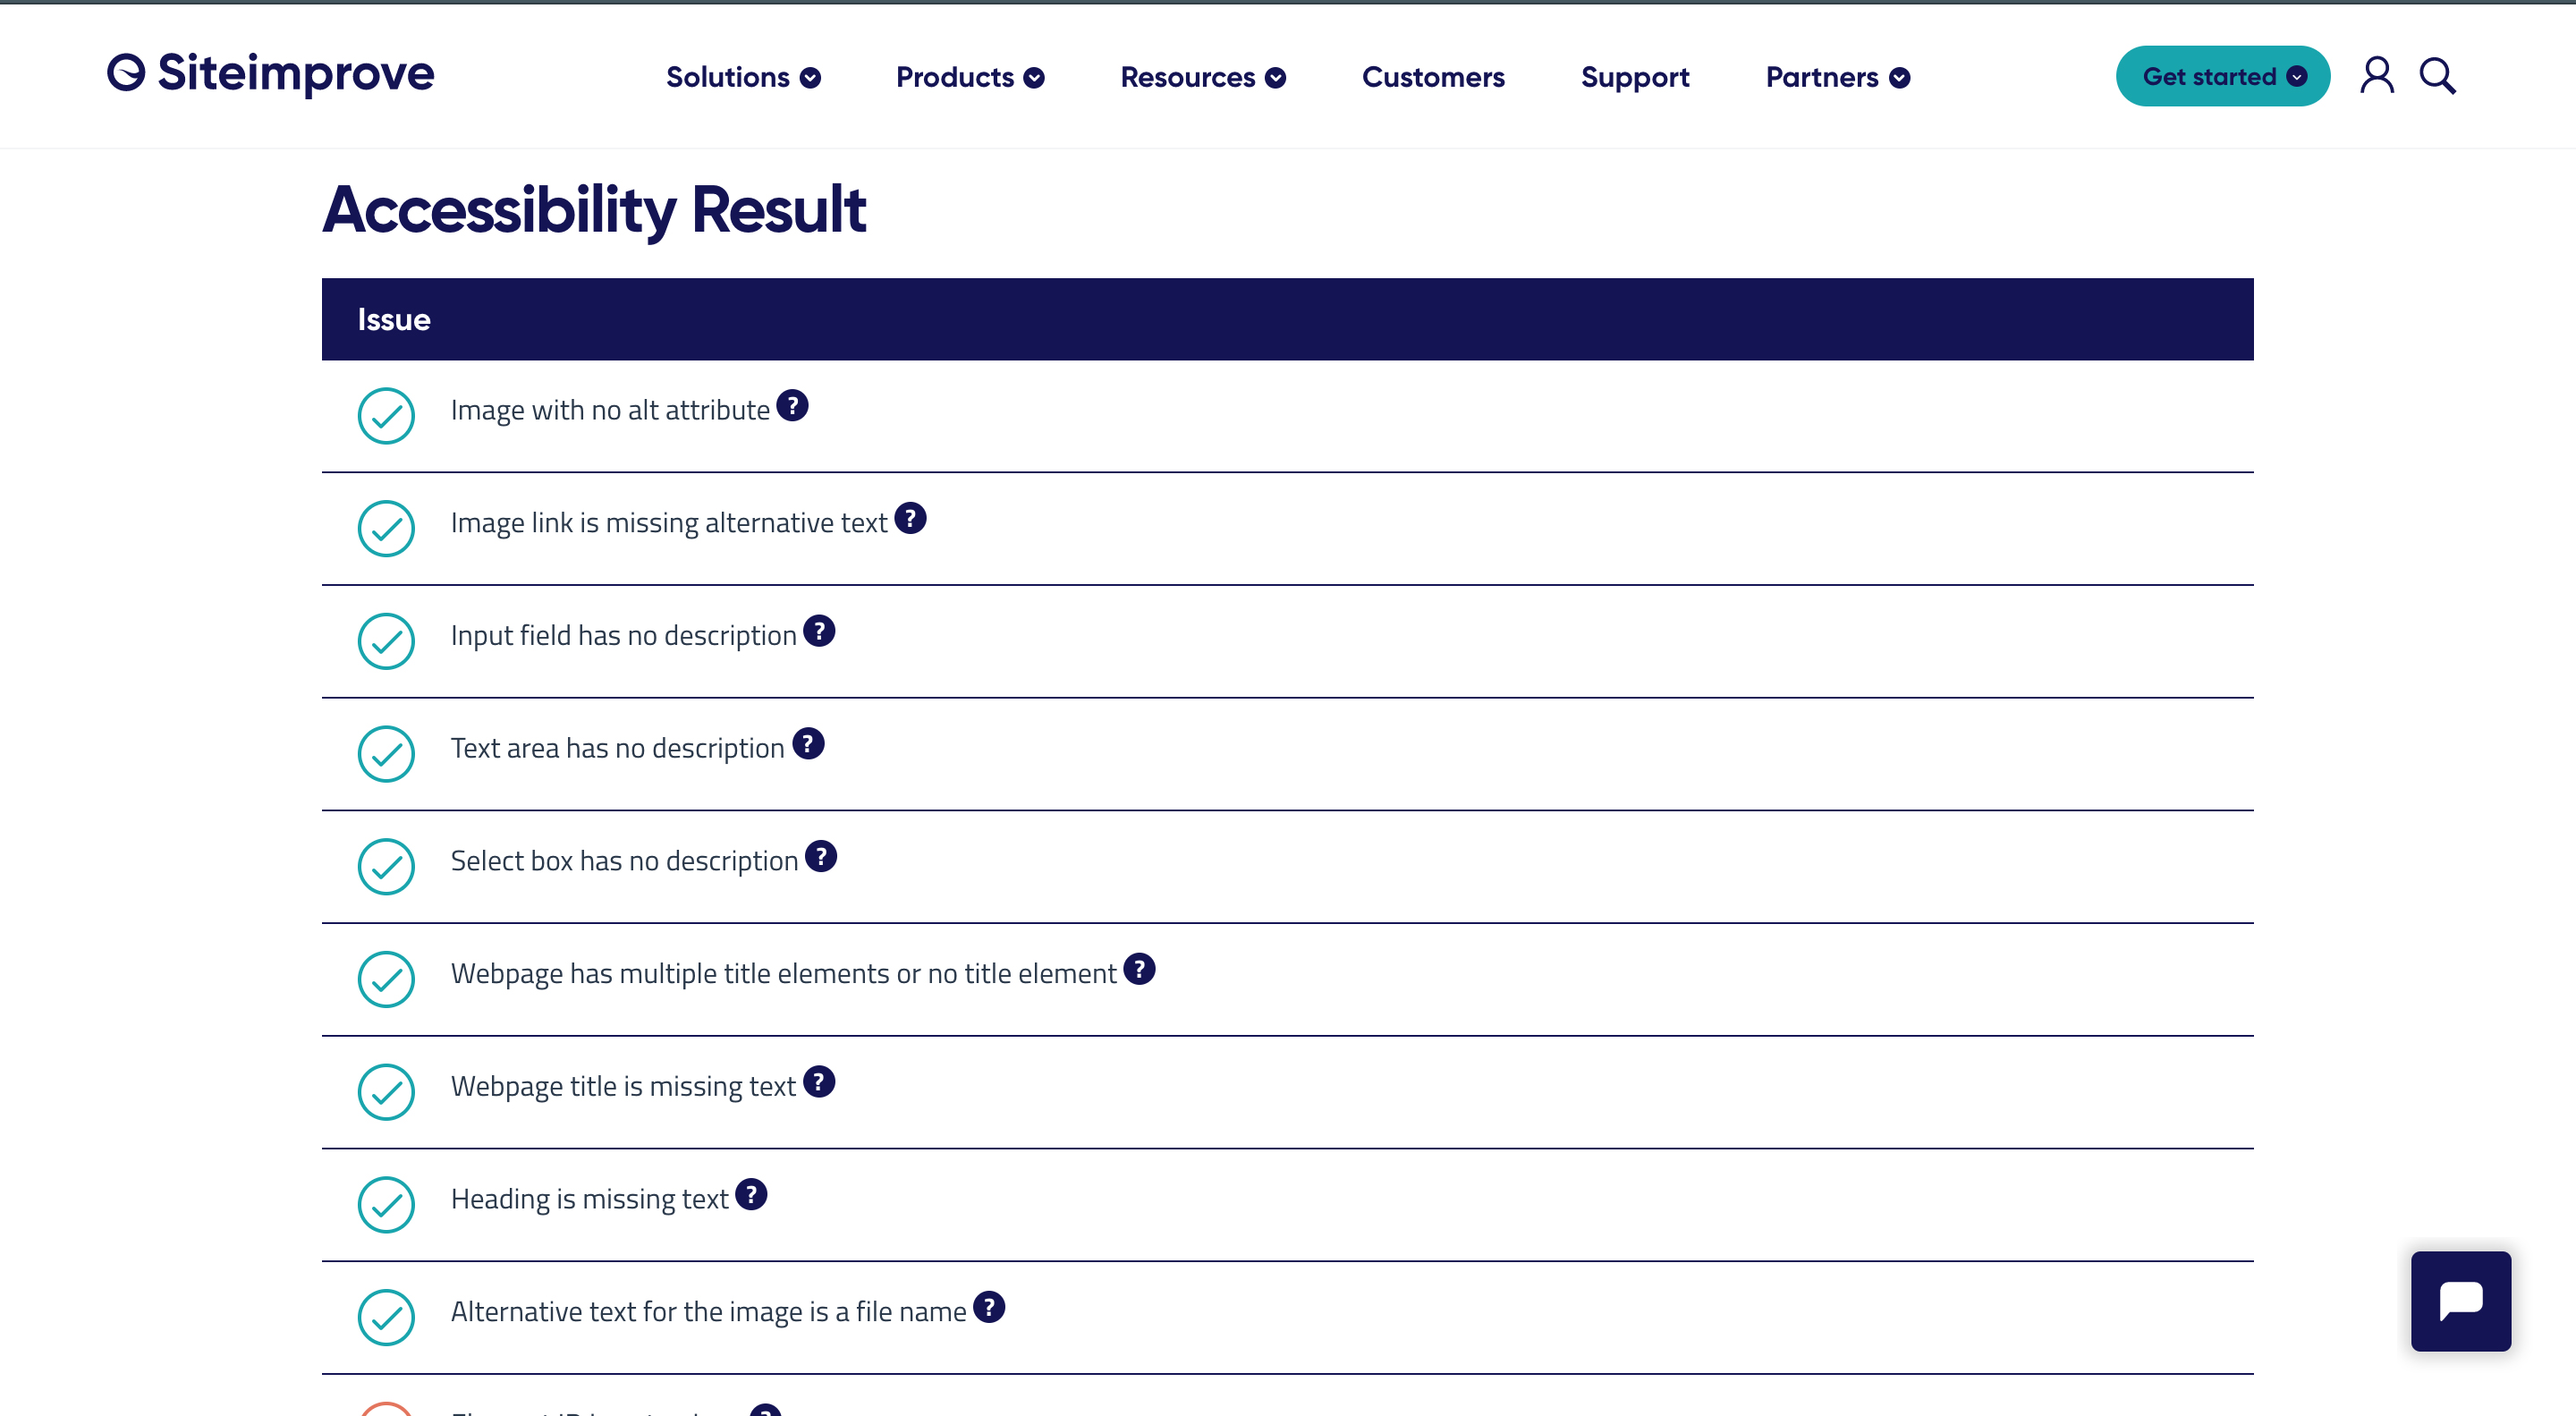 Siteimprove
Solutions
Products
Resources
Customers
Support
Partners
Get started
Accessibility Result
Issue
Image with no alt attribute ?
Image link is missing alternative text ?
Input field has no description ?
Text area has no description ?
Select box has no description ?
Webpage has multiple title elements or no title element ?
Webpage title is missing text ?
Heading is missing text ?
Alternative text for the image is a file name ?